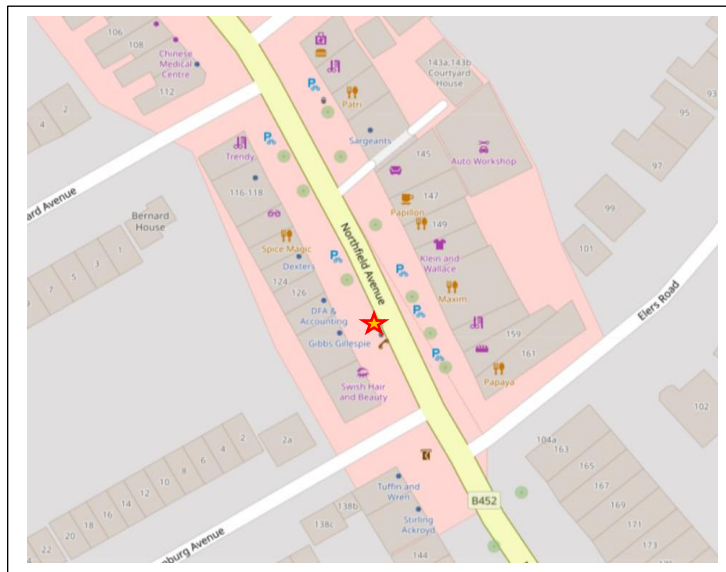 106
108
Chinese
Medical
Centre
112
4
2
Patri
Sargeants
143a;143b
Courtyard
House
93
95
97
Auto Workshop
145
147
Papillon
149
Klein and
Wallace
Maxim
99
101
Trendy
116-118
Spice Magic
Dexters
124
126
DFA &
Accounting
Gibbs Gillespie
Swish Hair
and Beauty
Northfield Avenue
ard Avenue
Bernard
House
1
3
5
7
9
159
161
Papaya
Elers Road
102
104a
163
165
167
169
171
173
175
B452
Tuffin and
Wren
Stirling
Ackroyd
138b
138c
144
2a
2
4
6
8
10
12
14
16
18
20
22
nburg Avenue
P
P
P
P
P
P